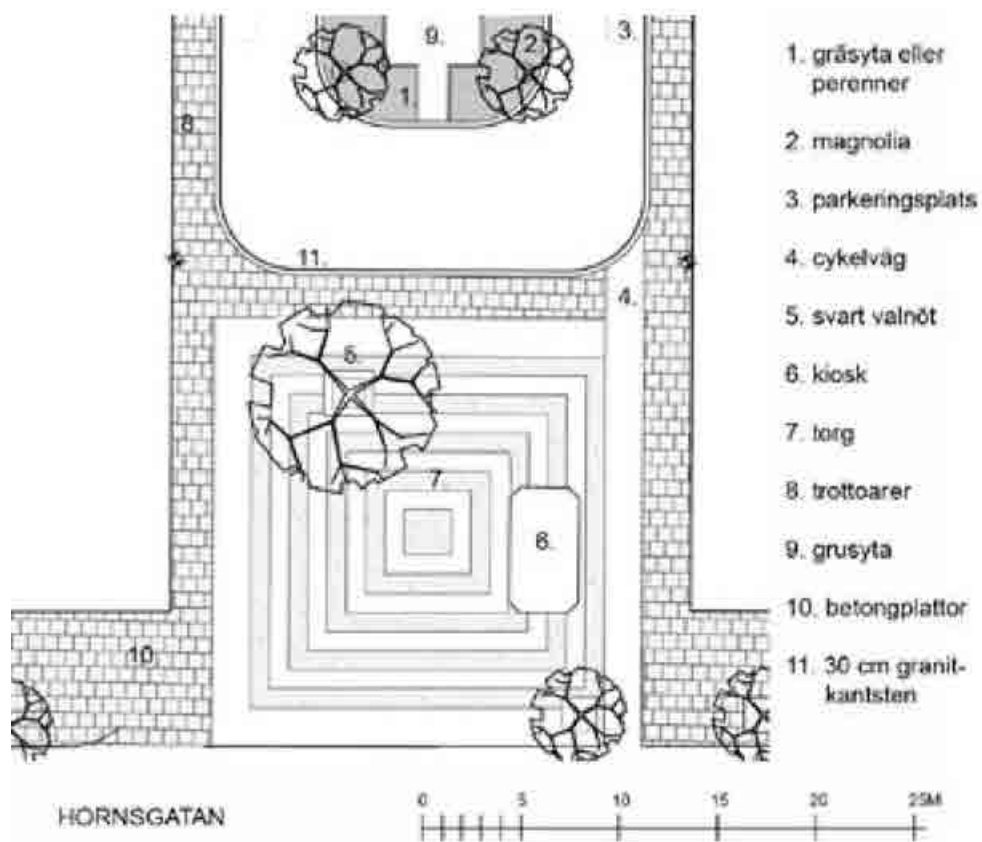 9.
2.
3.
1.
8
11.
4.
5.
7
6.
10.
1. gräsyta eller
perenner
2. magnolia
3. parkeringsplats
4. cykelväg
5. svart valnöt
6. kiosk
7. torg
8. trottoarer
9. grusyta
10. betongplattor
11. 30 cm granit-
kantsten
HORNSGATAN
0 5 10 15 20 25M